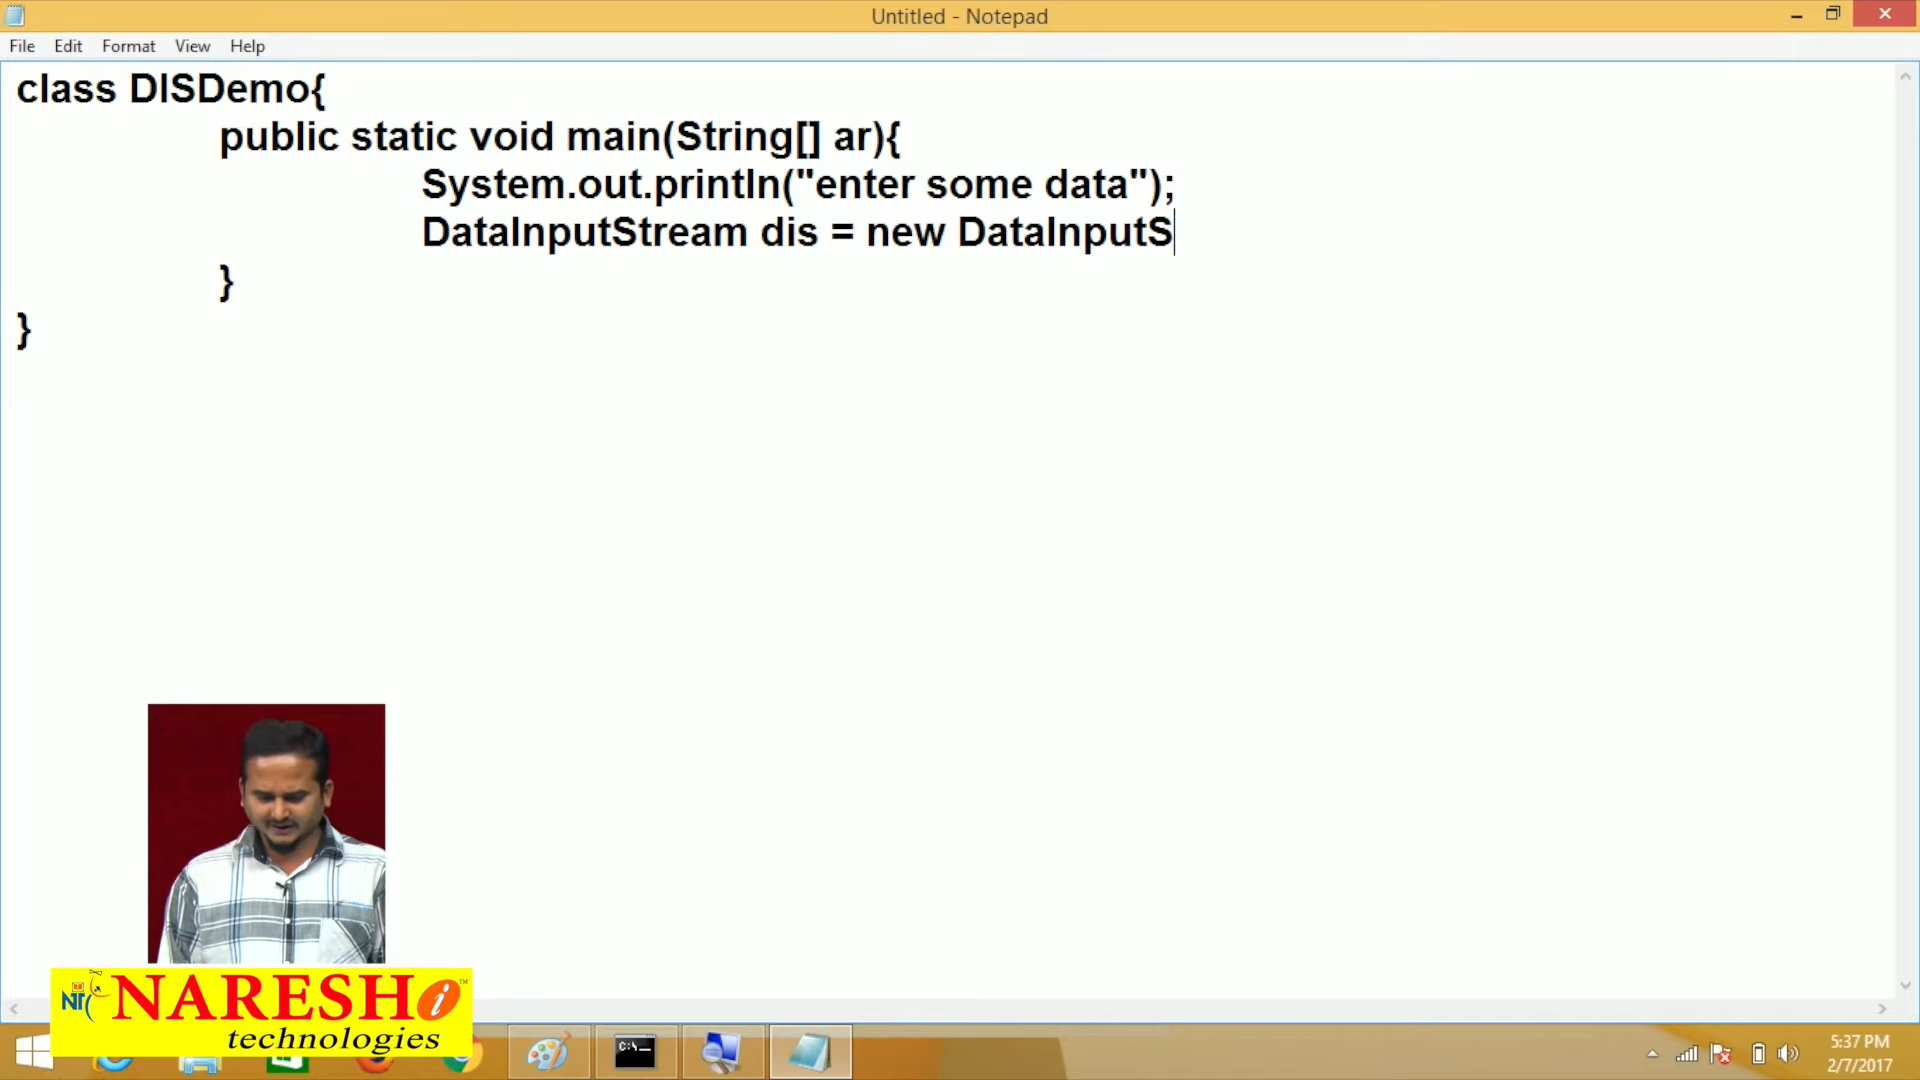 Untitled - Notepad
File Edit Format View Help
class DISDemo{
public static void main(String[] ar){
System.out.println("enter some data");
DataInputStream dis = new DataInputS
}
}
NARESH i ™
technologies
C:\
5:37 PM
2/7/2017